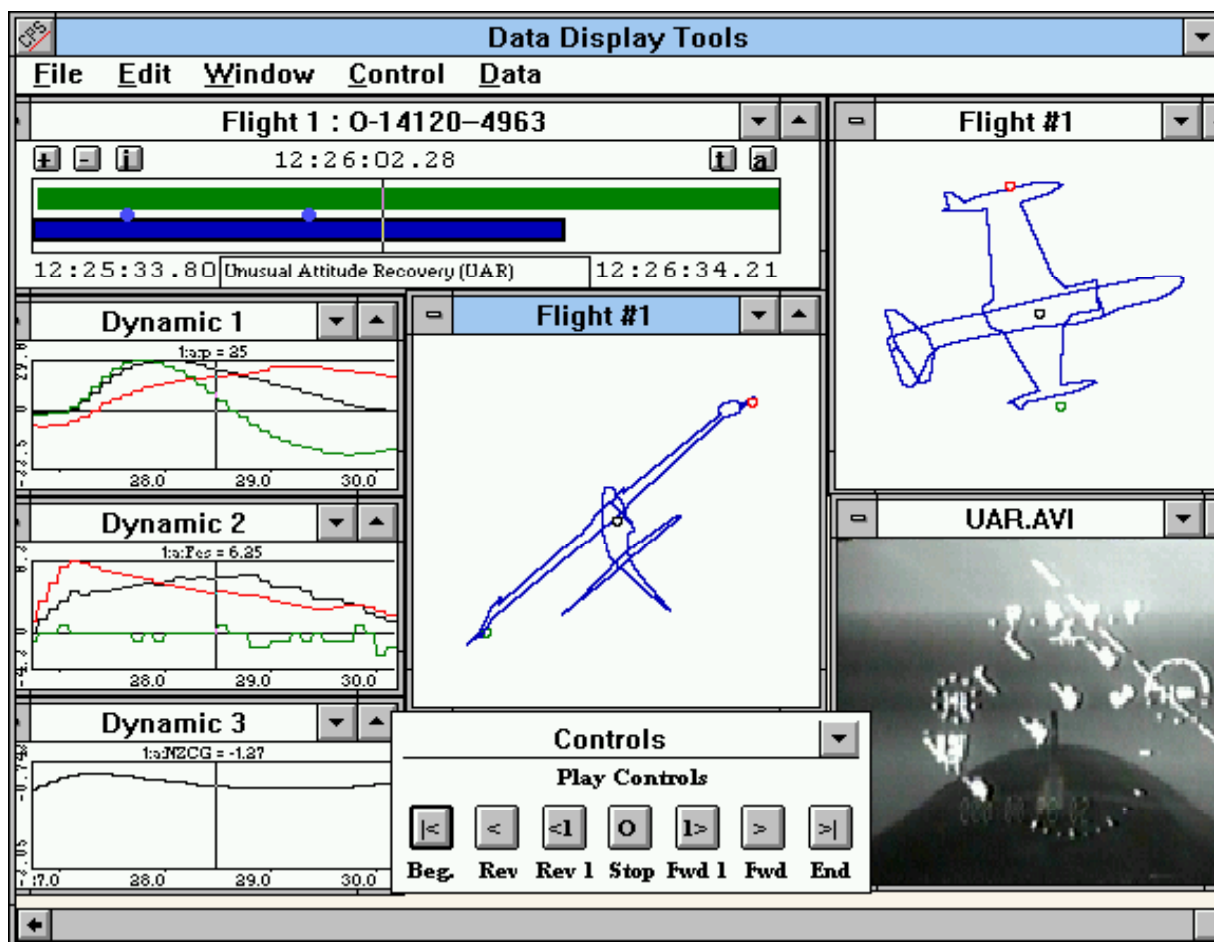 CPS
Data Display Tools
File Edit Window Control Data
Flight 1 : O-14120–4963
+ - i 12:26:02.28 t a
12:25:33.80 Unusual Attitude Recovery (UAR) 12:26:34.21
Flight #1
Dynamic 1
28.0 29.0 30.0
Flight #1
Dynamic 2
1:a:Fes = 6.25
28.0 29.0 30.0
UAR.AVI
Dynamic 3
1:a:NZCG = -1.27
28.0 29.0 30.0
Controls
Play Controls
|< < <1 O 1> > >|
Beg. Rev Rev 1 Stop Fwd 1 Fwd End